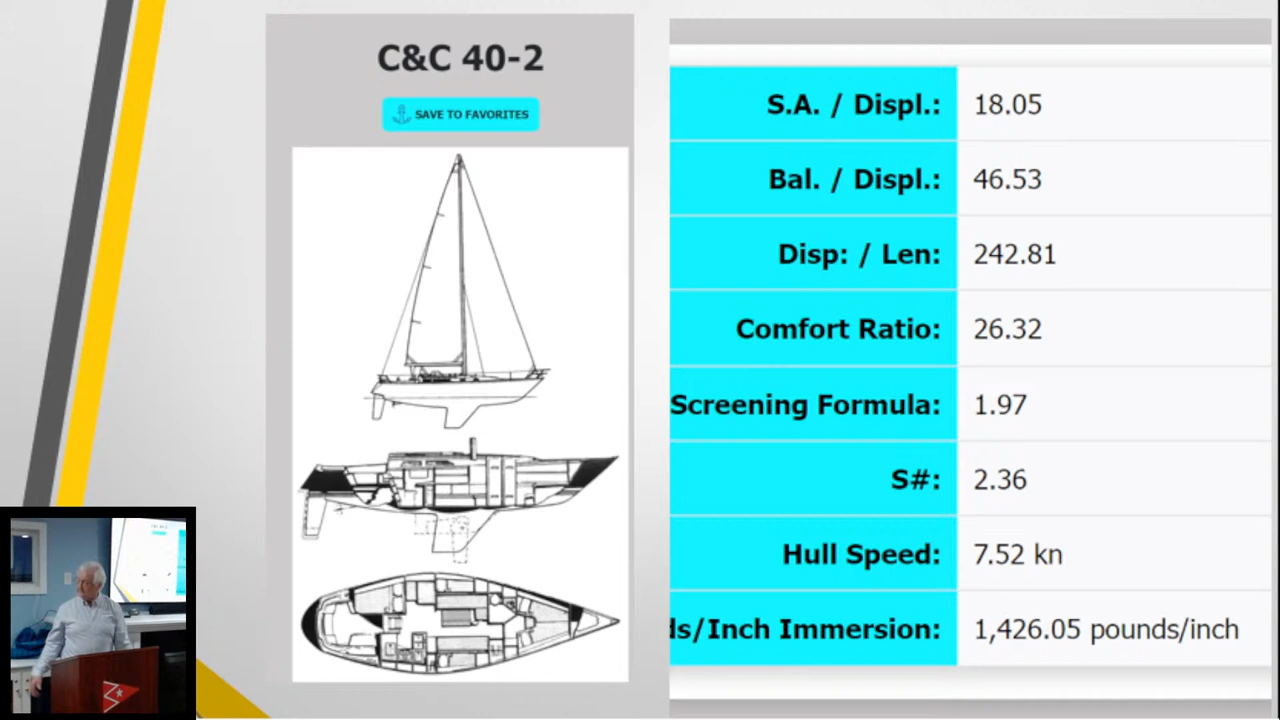 C&C 40-2
SAVE TO FAVORITES
S.A. / Displ.: 18.05
Bal. / Displ.: 46.53
Disp: / Len: 242.81
Comfort Ratio: 26.32
Screening Formula: 1.97
S#: 2.36
Hull Speed: 7.52 kn
ds/Inch Immersion: 1,426.05 pounds/inch